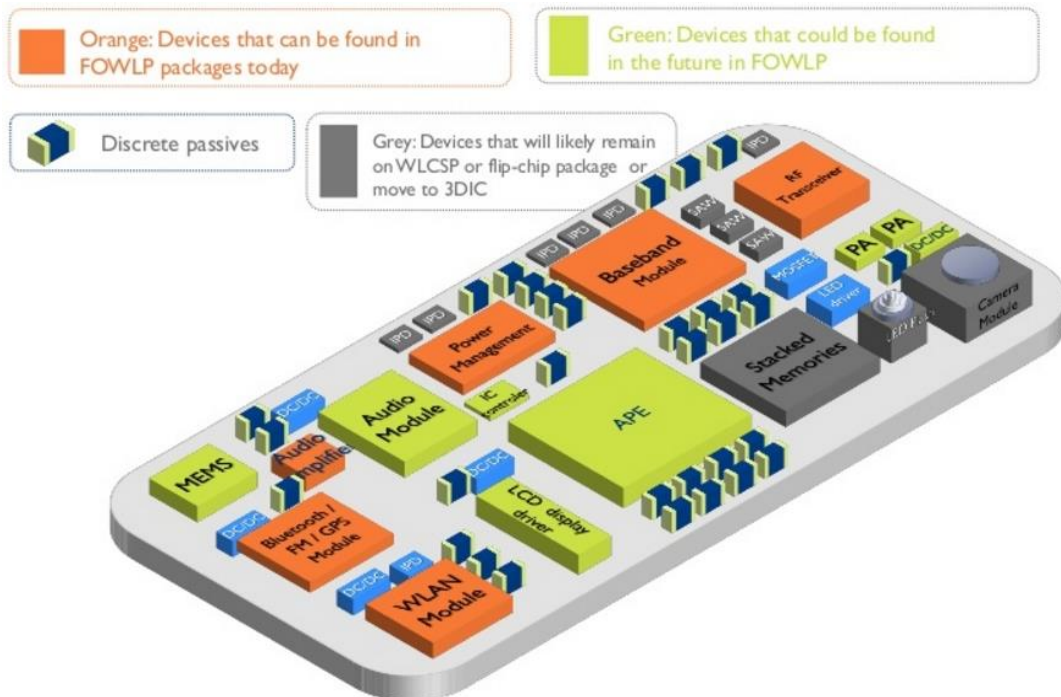 Orange: Devices that can be found in
FOWLP packages today
Green: Devices that could be found
in the future in FOWLP
Discrete passives
Grey: Devices that will likely remain
on WLCSP or flip-chip package or
move to 3DIC
IPD
RF
Transceiver
IPD
IPD
IPD
SAW
SAW
SAW
PA
PA
DC/DC
Baseband
Module
MOSFET
LED
driver
Camera
Module
LED
IPD
IPD
Power
Management
Stacked
Memories
IC
DC/DC
Audio
Module
APE
Audio
MEMS
DC/DC
LCD display
driver
DC/DC
Bluetooth /
FM / GPS
Module
DC/DC
IPD
WLAN
Module